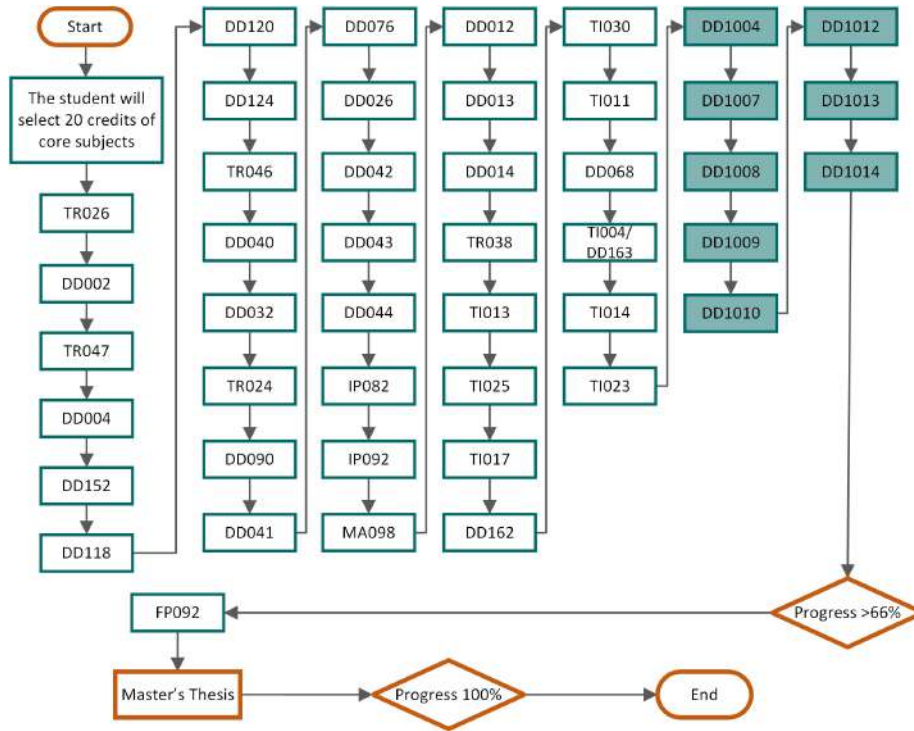 Start
The student will
select 20 credits of
core subjects
TR026
DD002
TR047
DD004
DD152
DD118
DD120
DD124
TR046
DD040
DD032
TR024
DD090
DD041
DD076
DD026
DD042
DD043
DD044
IP082
IP092
MA098
DD012
DD013
DD014
TR038
TI013
TI025
TI017
DD162
TI030
TI011
DD068
TI004/
DD163
TI014
TI023
DD1004
DD1007
DD1008
DD1009
DD1010
DD1012
DD1013
DD1014
Progress >66%
FP092
Master's Thesis
Progress 100%
End